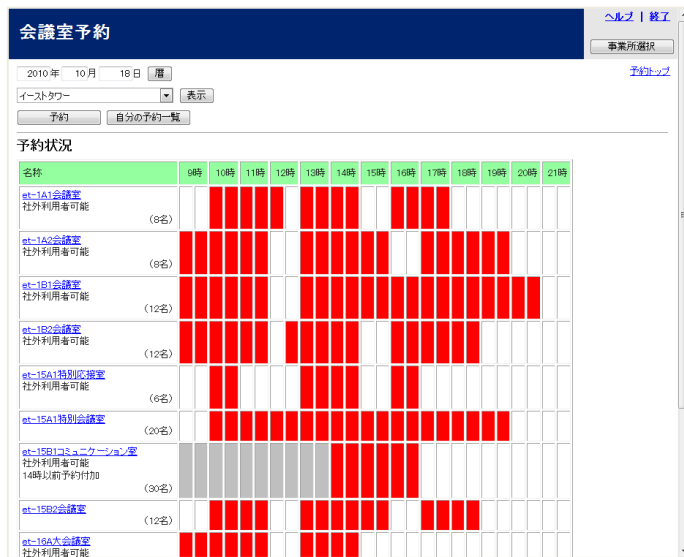 会議室予約
ヘルプ | 終了
事業所選択
2010 年 10 月 18 日 暦
予約トップ
イーストタワー 表示
予約 自分の予約一覧
予約状況
名称 9時 10時 11時 12時 13時 14時 15時 16時 17時 18時 19時 20時 21時
et-1A1会議室
社外利用者可能
(8名)
et-1A2会議室
社外利用者可能
(8名)
et-1B1会議室
社外利用者可能
(12名)
et-1B2会議室
社外利用者可能
(12名)
et-15A1特別応接室
社外利用者可能
(6名)
et-15A1特別会議室
(20名)
et-15B1コミュニケーション室
社外利用者可能
14時以前予約付加
(30名)
et-15B2会議室
(12名)
et-16A大会議室
社外利用者可能